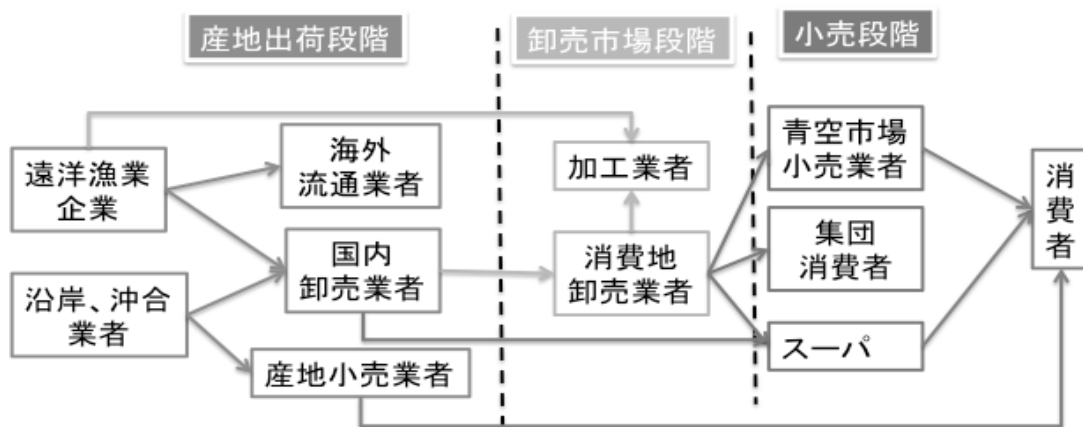 産地出荷段階
卸売市場段階
小売段階
遠洋漁業
企業
沿岸、沖合
業者
海外
流通業者
国内
卸売業者
産地小売業者
加工業者
消費地
卸売業者
青空市場
小売業者
集団
消費者
スーパ
消費者